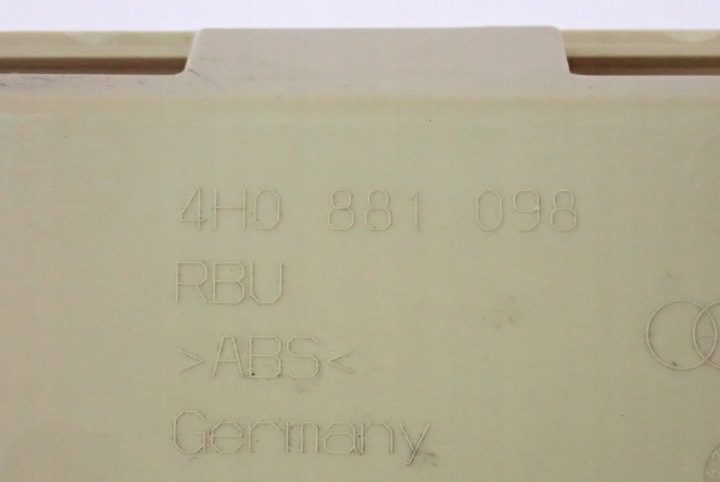 4H0 881 098
RBU
>ABS<
Germany